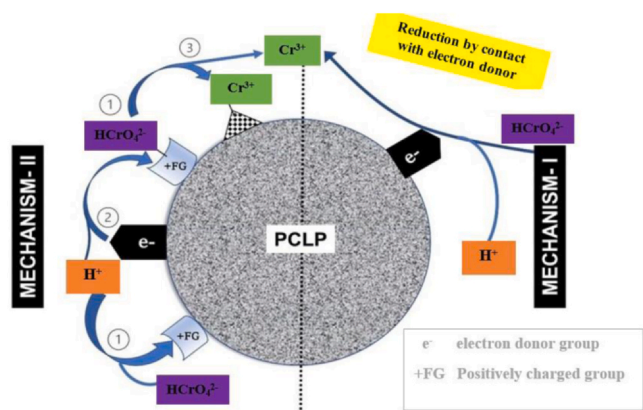 3
Cr³⁺
Reduction by contact
with electron donor
Cr³⁺
1
HCrO₄²⁻
HCrO₄²⁻
+FG
e-
MECHANISM- II
MECHANISM- I
2
e-
PCLP
H⁺
H⁺
1
+FG
HCrO₄²⁻
e⁻ electron donor group
+FG Positively charged group